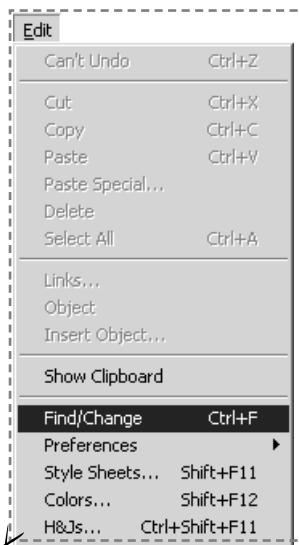 Edit
Can't Undo Ctrl+Z
Cut Ctrl+X
Copy Ctrl+C
Paste Ctrl+V
Paste Special...
Delete
Select All Ctrl+A
Links...
Object
Insert Object...
Show Clipboard
Find/Change Ctrl+F
Preferences
Style Sheets... Shift+F11
Colors... Shift+F12
H&Js... Ctrl+Shift+F11